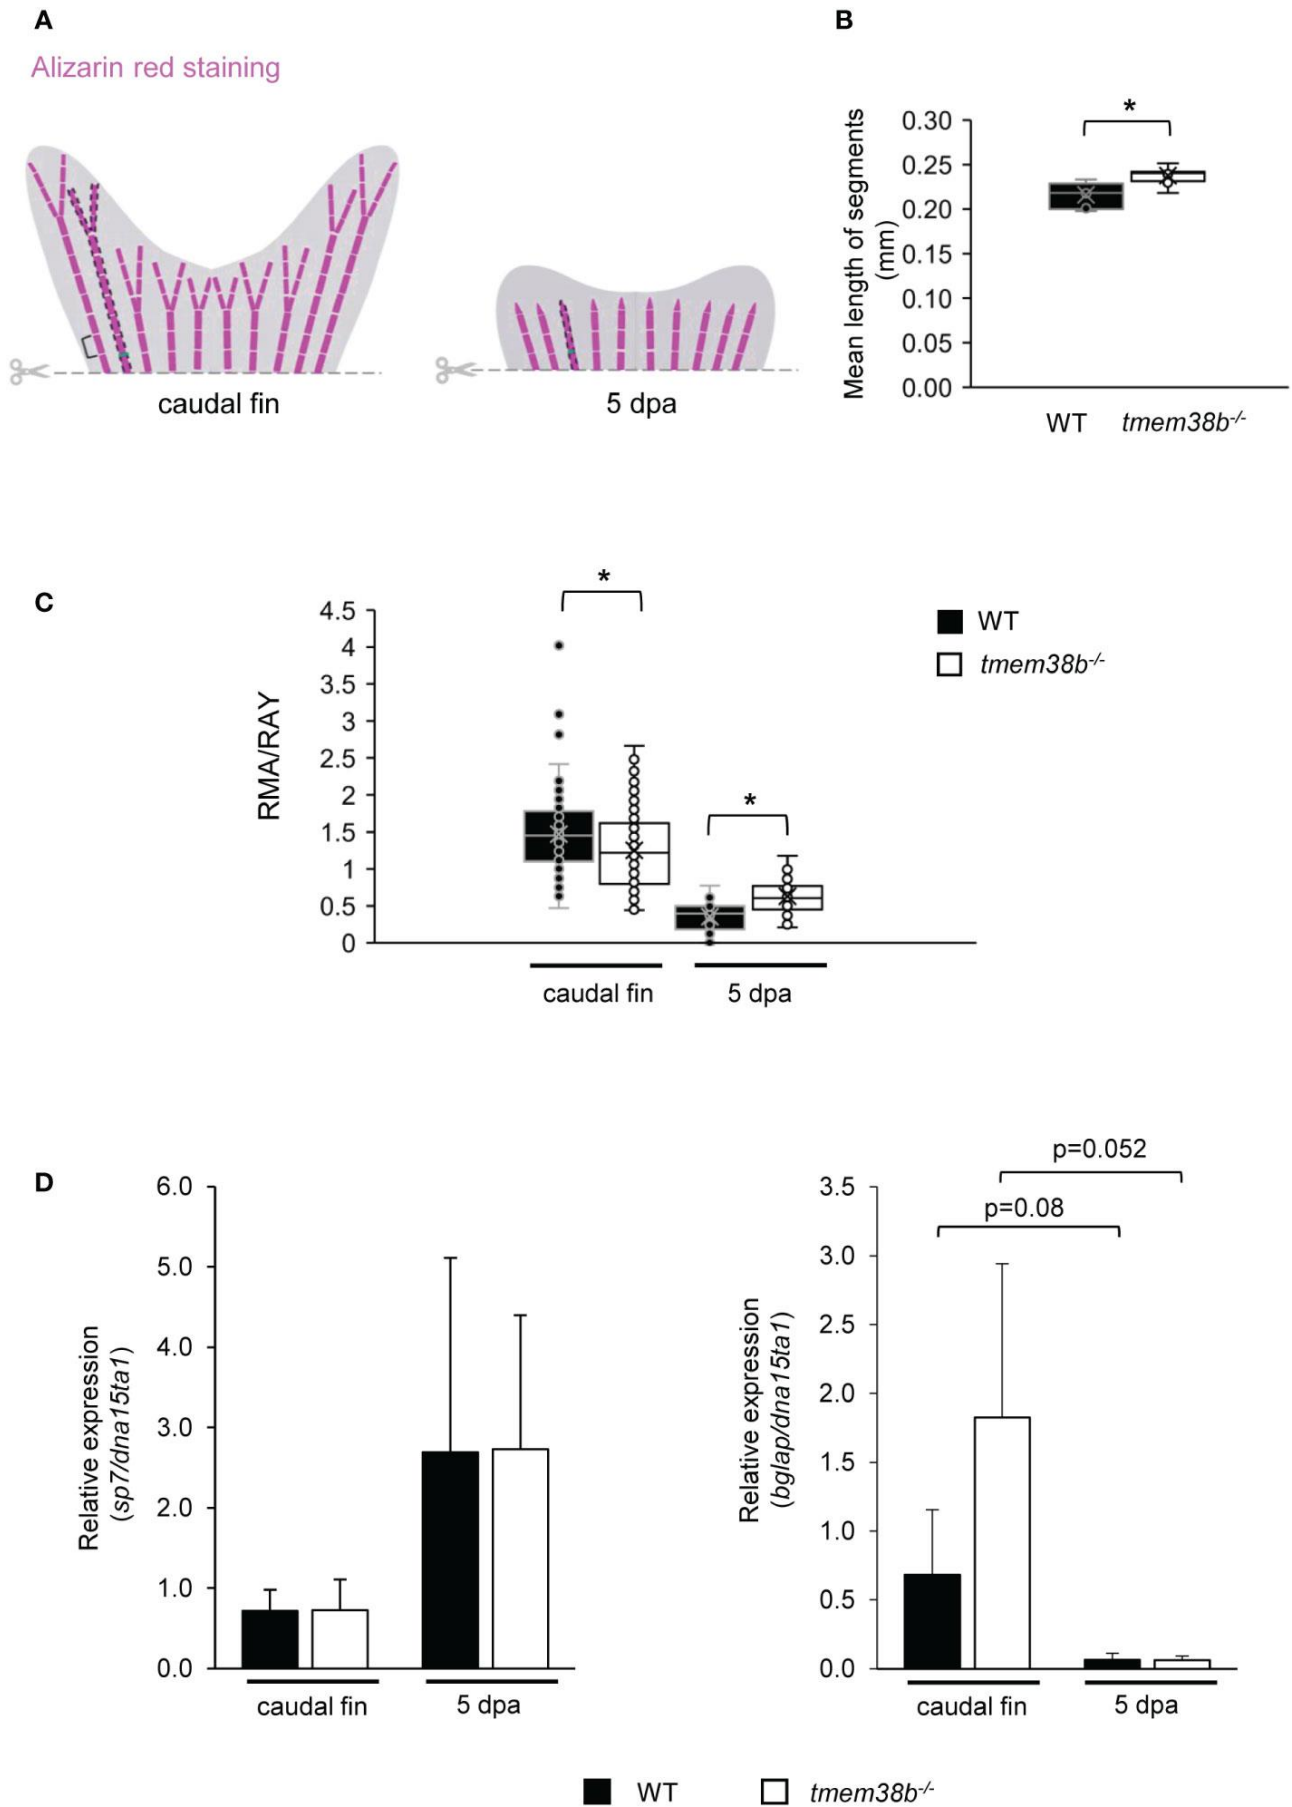 A
Alizarin red staining
caudal fin
5 dpa
B
Mean length of segments
(mm)
0.30
0.25
0.20
0.15
0.10
0.05
0.00
*
WT
tmem38b-/-
C
RMA/RAY
4.5
4
3.5
3
2.5
2
1.5
1
0.5
0
*
*
caudal fin
5 dpa
WT
tmem38b-/-
D
Relative expression
(sp7/dna15ta1)
6.0
5.0
4.0
3.0
2.0
1.0
0.0
caudal fin
5 dpa
Relative expression
(bglap/dna15ta1)
3.5
3.0
2.5
2.0
1.5
1.0
0.5
0.0
p=0.052
p=0.08
caudal fin
5 dpa
WT
tmem38b-/-